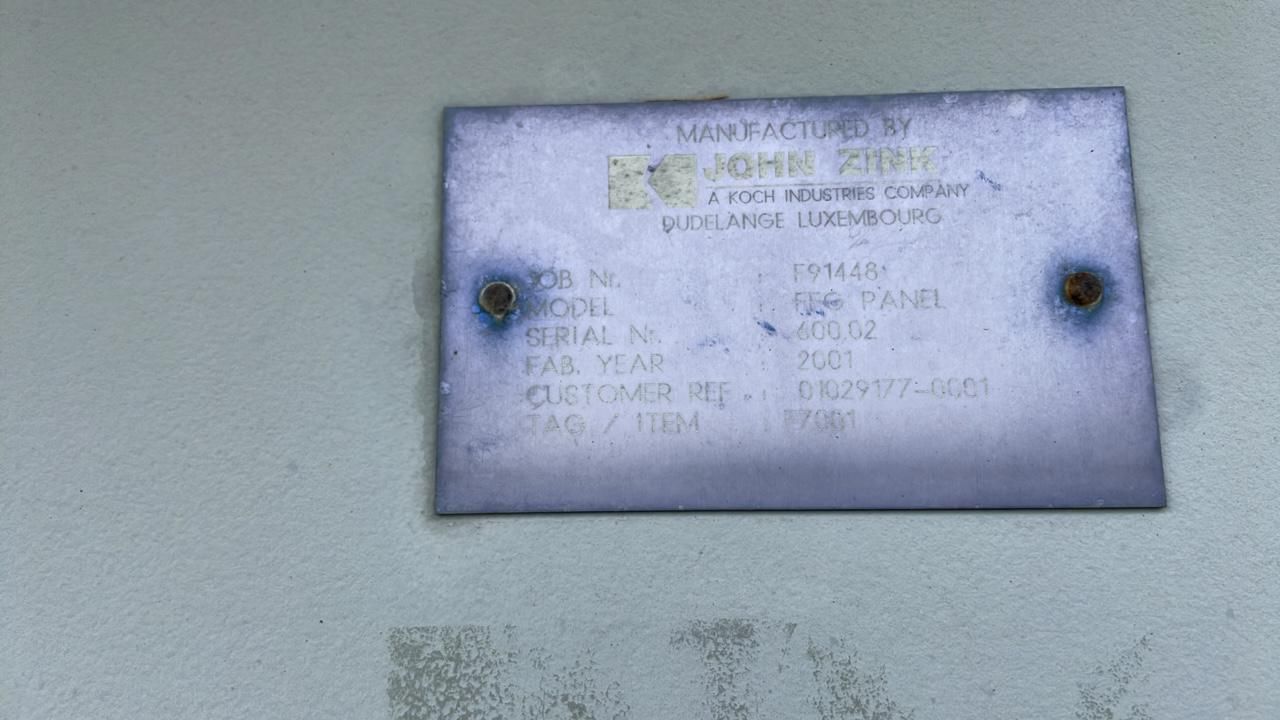 MANUFACTURED BY
JOHN ZINK
A KOCH INDUSTRIES COMPANY
DUDELANGE LUXEMBOURG
JOB Nr. : F91448
MODEL : FFG PANEL
SERIAL Nr. : 600.02
FAB. YEAR : 2001
CUSTOMER REF. : 01029177-0001
TAG / ITEM : F7001